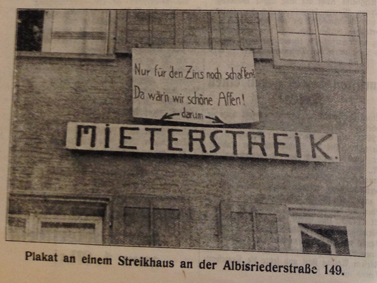 Nur für den Zins noch schaffen?
Da wär'n wir schöne Affen!
darum
MIETERSTREIK.
Plakat an einem Streikhaus an der Albisriederstraße 149.